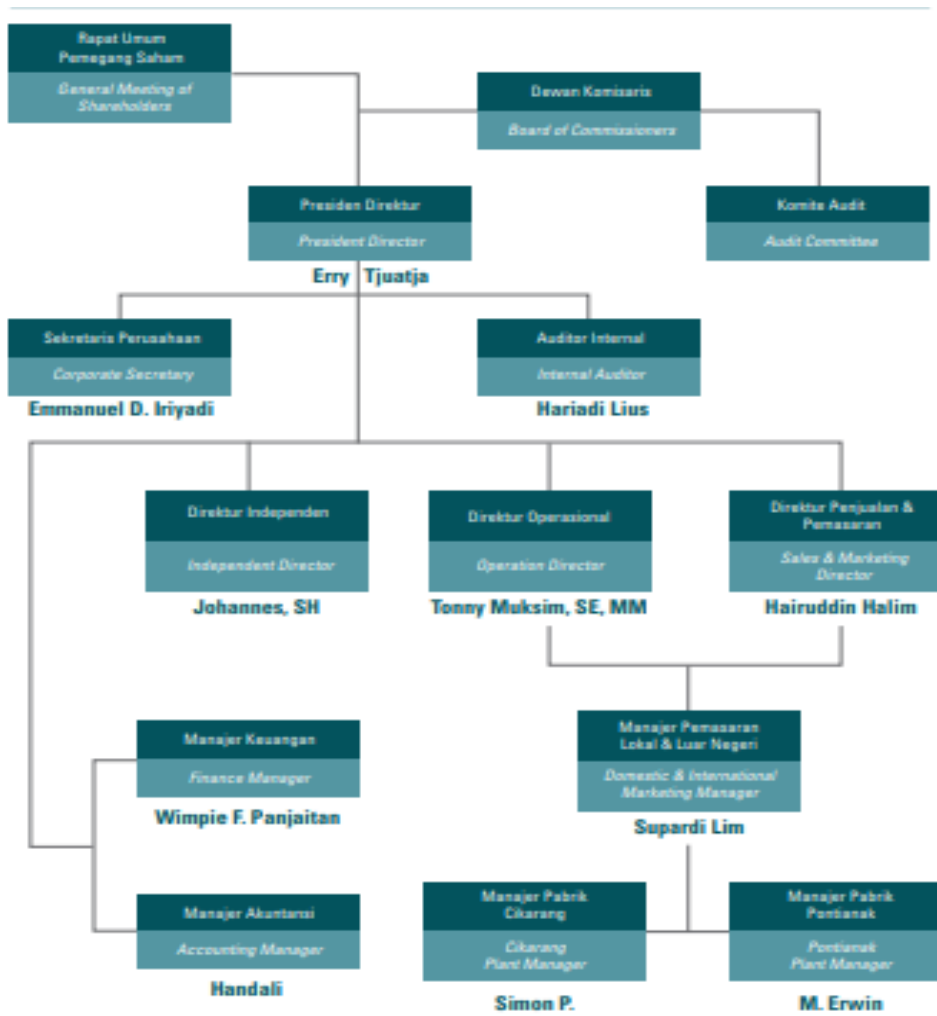 Rapat Umum
Pemegang Saham
General Meeting of
Shareholders
Dewan Komisaris
Board of Commissioners
Presiden Direktur
President Director
Erry Tjuatja
Komite Audit
Audit Committee
Sekretaris Perusahaan
Corporate Secretary
Emmanuel D. Iriyadi
Auditor Internal
Internal Auditor
Hariadi Lius
Direktur Independen
Independent Director
Johannes, SH
Direktur Operasional
Operation Director
Tonny Muksim, SE, MM
Direktur Penjualan &
Pemasaran
Sales & Marketing
Director
Hairuddin Halim
Manajer Keuangan
Finance Manager
Wimpie F. Panjaitan
Manajer Pemasaran
Lokal & Luar Negeri
Domestic & International
Marketing Manager
Supardi Lim
Manajer Akuntansi
Accounting Manager
Handali
Manajer Pabrik
Cikarang
Cikarang
Plant Manager
Simon P.
Manajer Pabrik
Pontianak
Pontianak
Plant Manager
M. Erwin